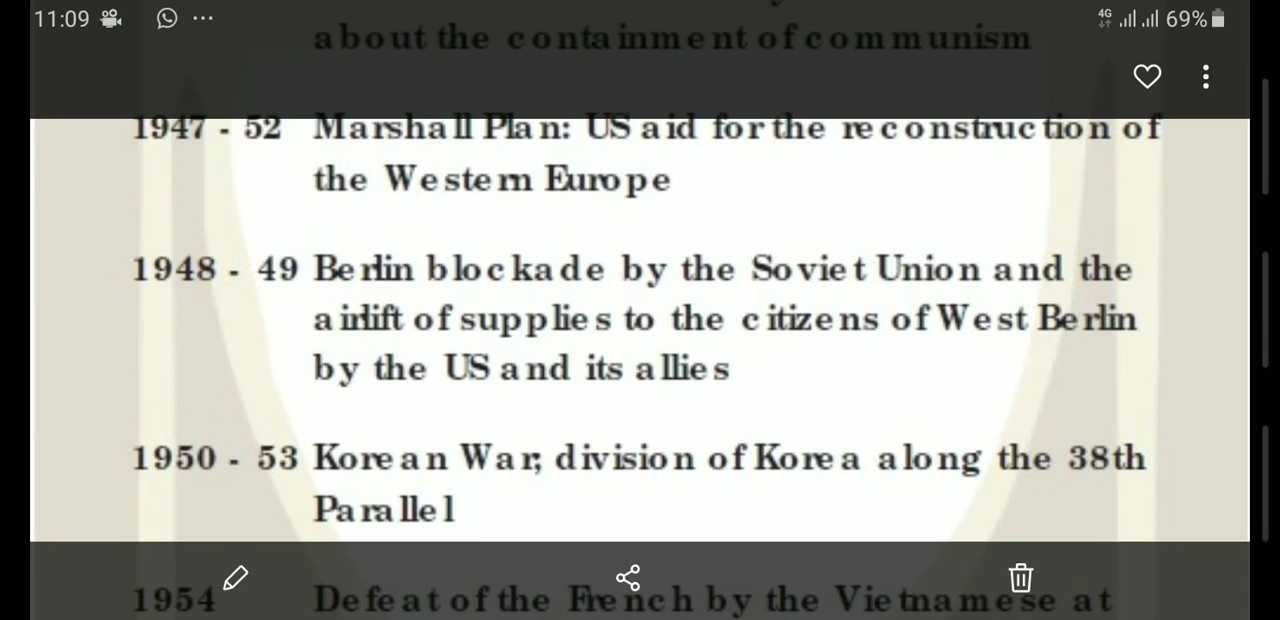 11:09 ... 4G 69%
about the containment of communism
1947 - 52 Marshall Plan: US aid for the reconstruction of
the Western Europe
1948 - 49 Berlin blockade by the Soviet Union and the
airlift of supplies to the citizens of West Berlin
by the US and its allies
1950 - 53 Korean War; division of Korea along the 38th
Parallel
1954 Defeat of the French by the Vietnamese at